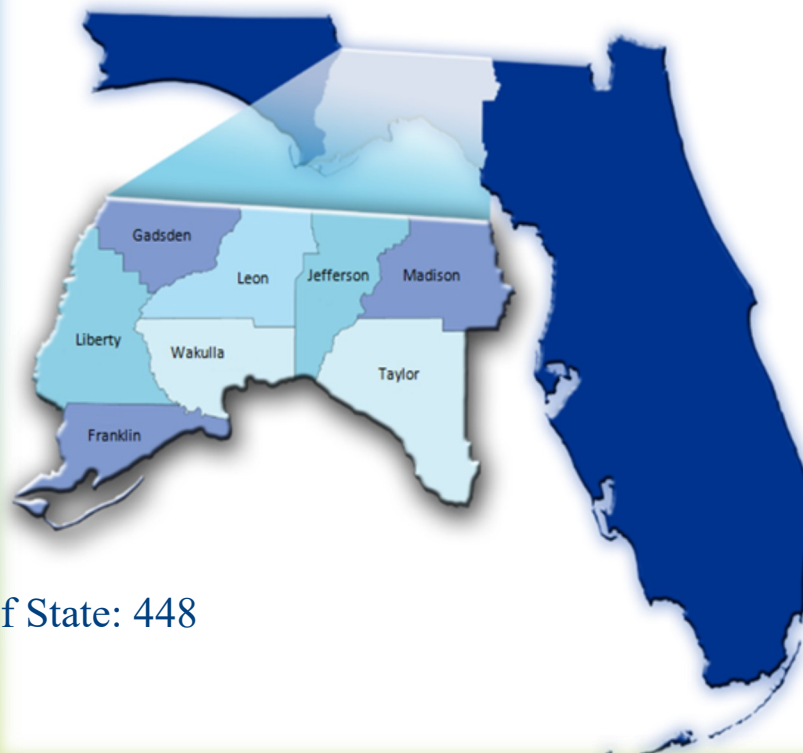 Gadsden
Leon
Jefferson
Madison
Liberty
Wakulla
Taylor
Franklin
f State: 448